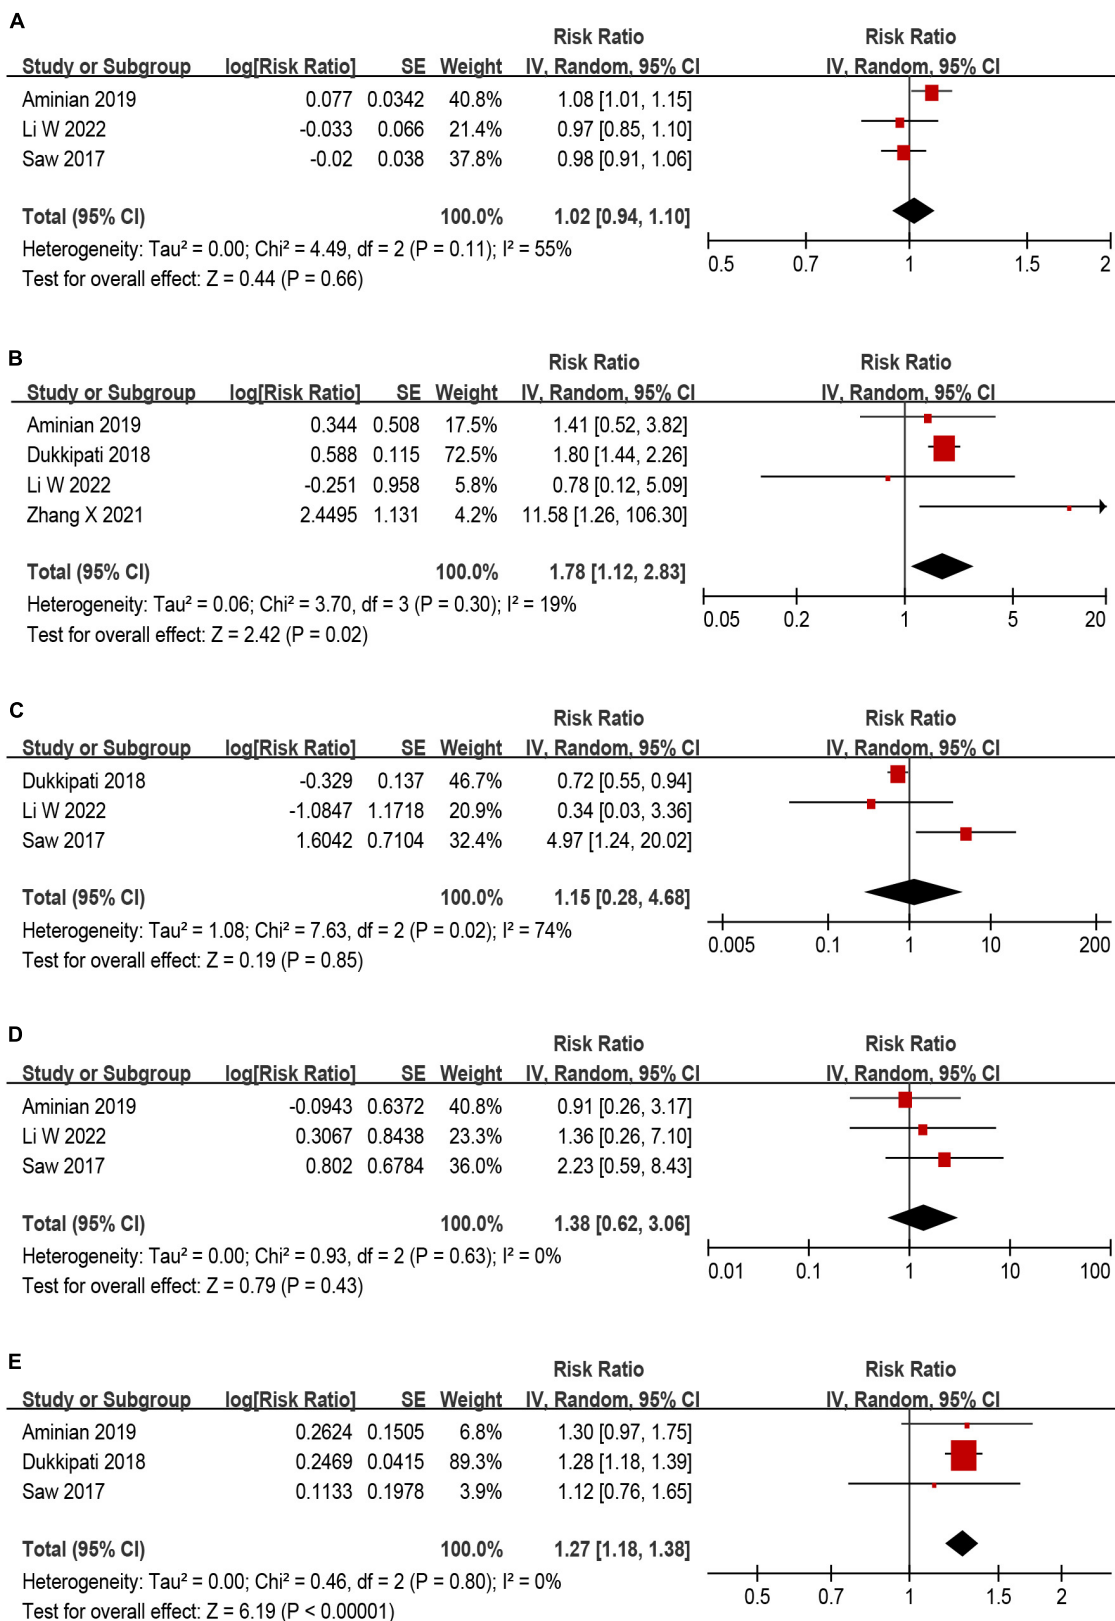 A
Risk Ratio Risk Ratio
Study or Subgroup log[Risk Ratio] SE Weight IV, Random, 95% CI IV, Random, 95% CI
Aminian 2019 0.077 0.0342 40.8% 1.08 [1.01, 1.15]
Li W 2022 -0.033 0.066 21.4% 0.97 [0.85, 1.10]
Saw 2017 -0.02 0.038 37.8% 0.98 [0.91, 1.06]
Total (95% CI) 100.0% 1.02 [0.94, 1.10]
Heterogeneity: Tau² = 0.00; Chi² = 4.49, df = 2 (P = 0.11); I² = 55%
0.5 0.7 1 1.5 2
Test for overall effect: Z = 0.44 (P = 0.66)
B
Risk Ratio Risk Ratio
Study or Subgroup log[Risk Ratio] SE Weight IV, Random, 95% CI IV, Random, 95% CI
Aminian 2019 0.344 0.508 17.5% 1.41 [0.52, 3.82]
Dukkipati 2018 0.588 0.115 72.5% 1.80 [1.44, 2.26]
Li W 2022 -0.251 0.958 5.8% 0.78 [0.12, 5.09]
Zhang X 2021 2.4495 1.131 4.2% 11.58 [1.26, 106.30]
Total (95% CI) 100.0% 1.78 [1.12, 2.83]
Heterogeneity: Tau² = 0.06; Chi² = 3.70, df = 3 (P = 0.30); I² = 19%
0.05 0.2 1 5 20
Test for overall effect: Z = 2.42 (P = 0.02)
C
Risk Ratio Risk Ratio
Study or Subgroup log[Risk Ratio] SE Weight IV, Random, 95% CI IV, Random, 95% CI
Dukkipati 2018 -0.329 0.137 46.7% 0.72 [0.55, 0.94]
Li W 2022 -1.0847 1.1718 20.9% 0.34 [0.03, 3.36]
Saw 2017 1.6042 0.7104 32.4% 4.97 [1.24, 20.02]
Total (95% CI) 100.0% 1.15 [0.28, 4.68]
Heterogeneity: Tau² = 1.08; Chi² = 7.63, df = 2 (P = 0.02); I² = 74%
0.005 0.1 1 10 200
Test for overall effect: Z = 0.19 (P = 0.85)
D
Risk Ratio Risk Ratio
Study or Subgroup log[Risk Ratio] SE Weight IV, Random, 95% CI IV, Random, 95% CI
Aminian 2019 -0.0943 0.6372 40.8% 0.91 [0.26, 3.17]
Li W 2022 0.3067 0.8438 23.3% 1.36 [0.26, 7.10]
Saw 2017 0.802 0.6784 36.0% 2.23 [0.59, 8.43]
Total (95% CI) 100.0% 1.38 [0.62, 3.06]
Heterogeneity: Tau² = 0.00; Chi² = 0.93, df = 2 (P = 0.63); I² = 0%
0.01 0.1 1 10 100
Test for overall effect: Z = 0.79 (P = 0.43)
E
Risk Ratio Risk Ratio
Study or Subgroup log[Risk Ratio] SE Weight IV, Random, 95% CI IV, Random, 95% CI
Aminian 2019 0.2624 0.1505 6.8% 1.30 [0.97, 1.75]
Dukkipati 2018 0.2469 0.0415 89.3% 1.28 [1.18, 1.39]
Saw 2017 0.1133 0.1978 3.9% 1.12 [0.76, 1.65]
Total (95% CI) 100.0% 1.27 [1.18, 1.38]
Heterogeneity: Tau² = 0.00; Chi² = 0.46, df = 2 (P = 0.80); I² = 0%
0.5 0.7 1 1.5 2
Test for overall effect: Z = 6.19 (P < 0.00001)